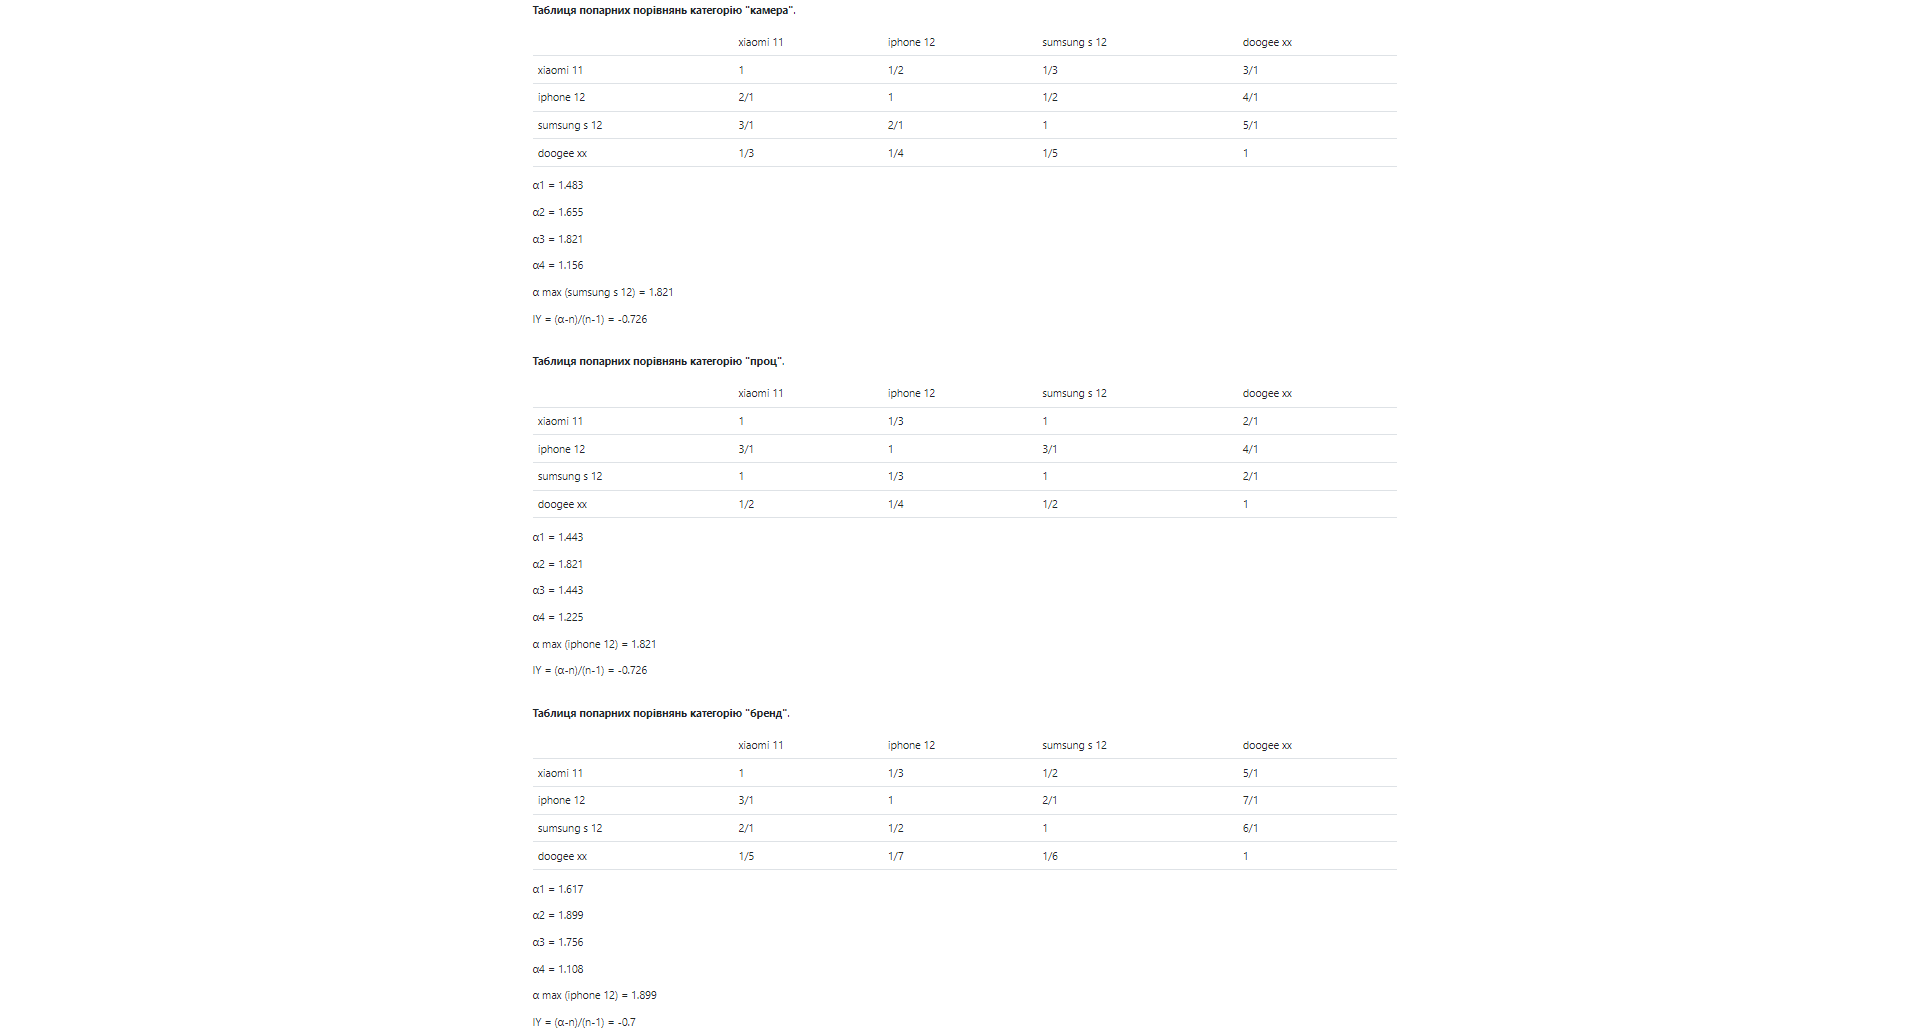 Таблиця попарних порівнянь категорію "камера".
xiaomi 11 iphone 12 sumsung s 12 doogee xx
xiaomi 11 1 1/2 1/3 3/1
iphone 12 2/1 1 1/2 4/1
sumsung s 12 3/1 2/1 1 5/1
doogee xx 1/3 1/4 1/5 1
α1 = 1.483
α2 = 1.655
α3 = 1.821
α4 = 1.156
α max (sumsung s 12) = 1.821
IY = (α-n)/(n-1) = -0.726
Таблиця попарних порівнянь категорію "проц".
xiaomi 11 iphone 12 sumsung s 12 doogee xx
xiaomi 11 1 1/3 1 2/1
iphone 12 3/1 1 3/1 4/1
sumsung s 12 1 1/3 1 2/1
doogee xx 1/2 1/4 1/2 1
α1 = 1.443
α2 = 1.821
α3 = 1.443
α4 = 1.225
α max (iphone 12) = 1.821
IY = (α-n)/(n-1) = -0.726
Таблиця попарних порівнянь категорію "бренд".
xiaomi 11 iphone 12 sumsung s 12 doogee xx
xiaomi 11 1 1/3 1/2 5/1
iphone 12 3/1 1 2/1 7/1
sumsung s 12 2/1 1/2 1 6/1
doogee xx 1/5 1/7 1/6 1
α1 = 1.617
α2 = 1.899
α3 = 1.756
α4 = 1.108
α max (iphone 12) = 1.899
IY = (α-n)/(n-1) = -0.7